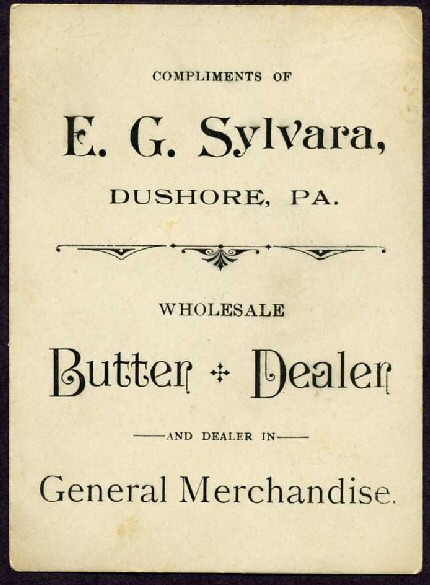 COMPLIMENTS OF
E. G. Sylvara,
DUSHORE, PA.
WHOLESALE
Butter Dealer
AND DEALER IN
General Merchandise.